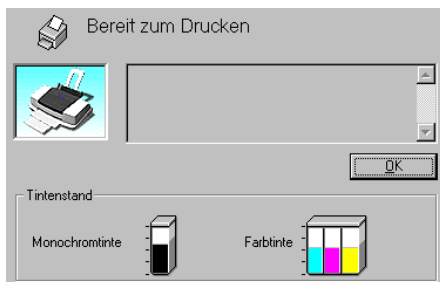 Bereit zum Drucken
OK
Tintenstand
Monochromtinte
Farbtinte